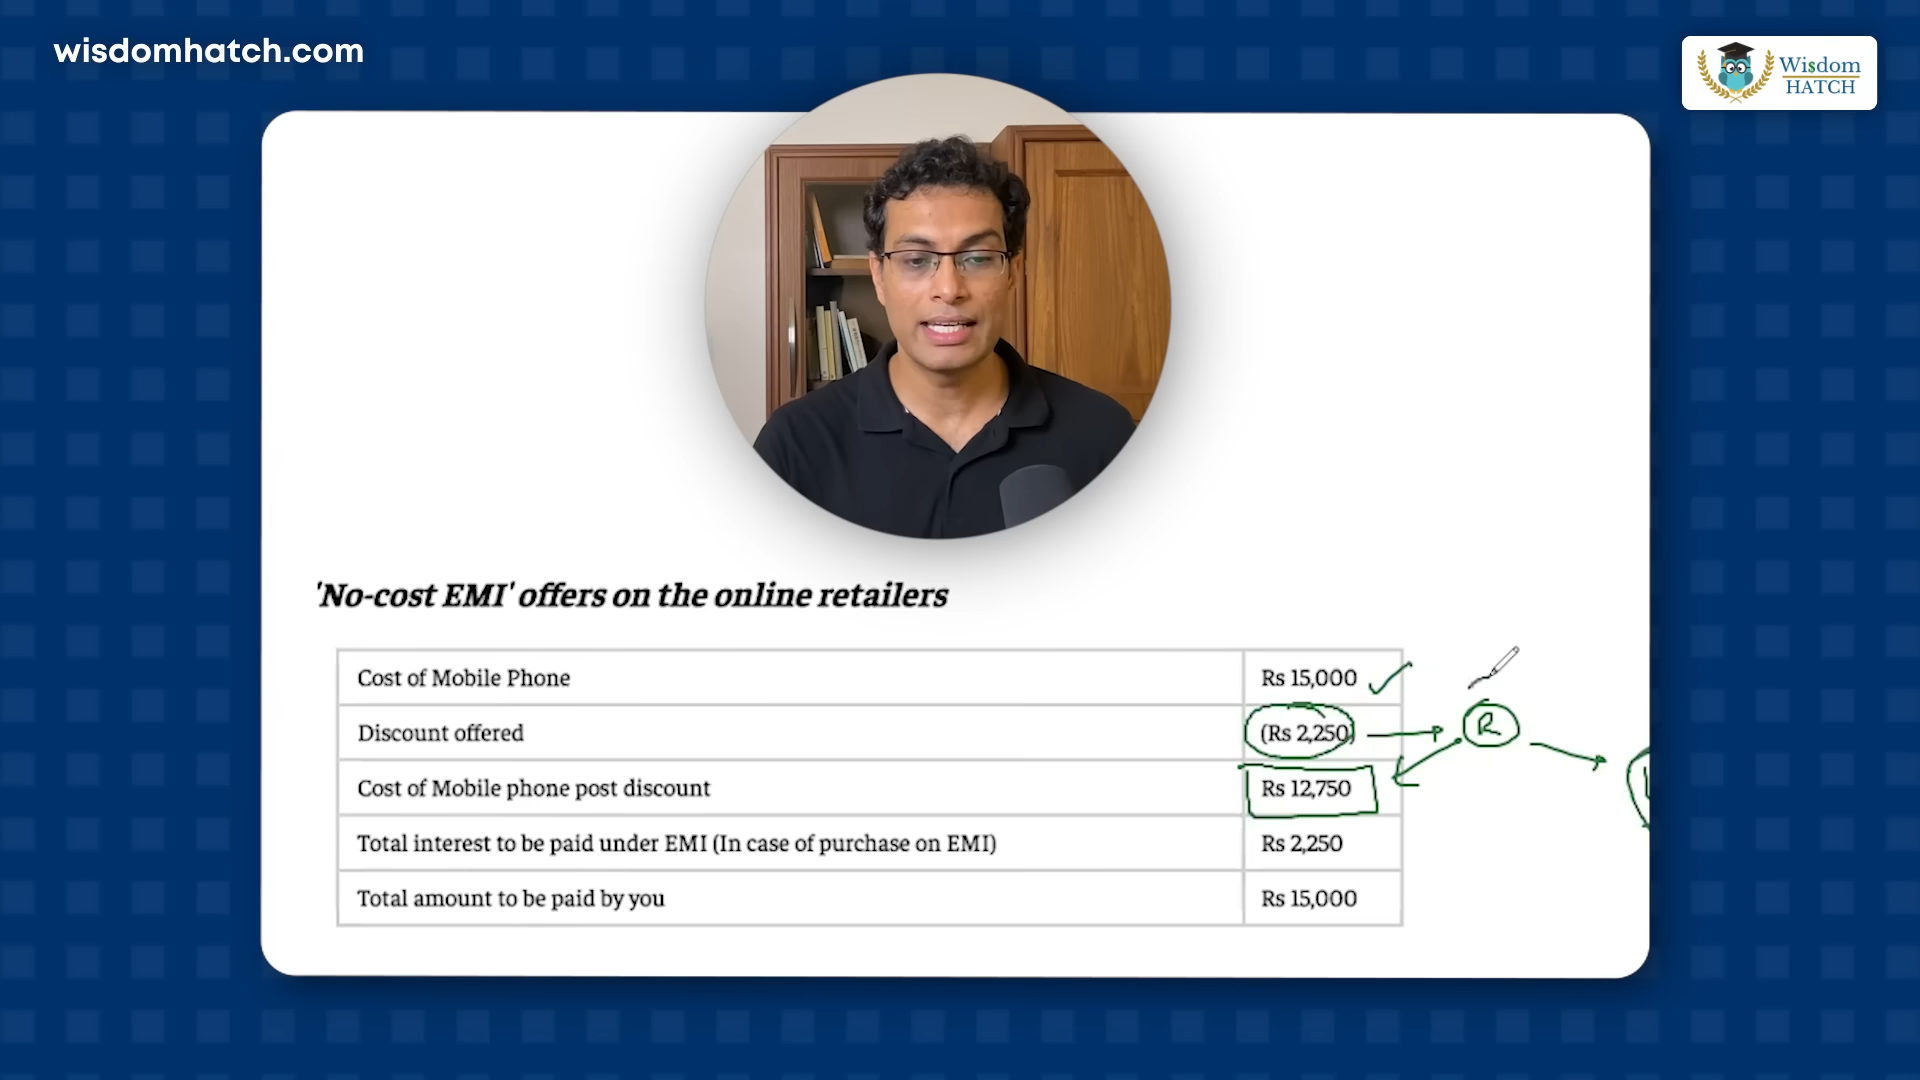 wisdomhatch.com
Wisdom
HATCH
'No-cost EMI' offers on the online retailers
Cost of Mobile Phone Rs 15,000
Discount offered (Rs 2,250) R
Cost of Mobile phone post discount Rs 12,750
Total interest to be paid under EMI (In case of purchase on EMI) Rs 2,250
Total amount to be paid by you Rs 15,000